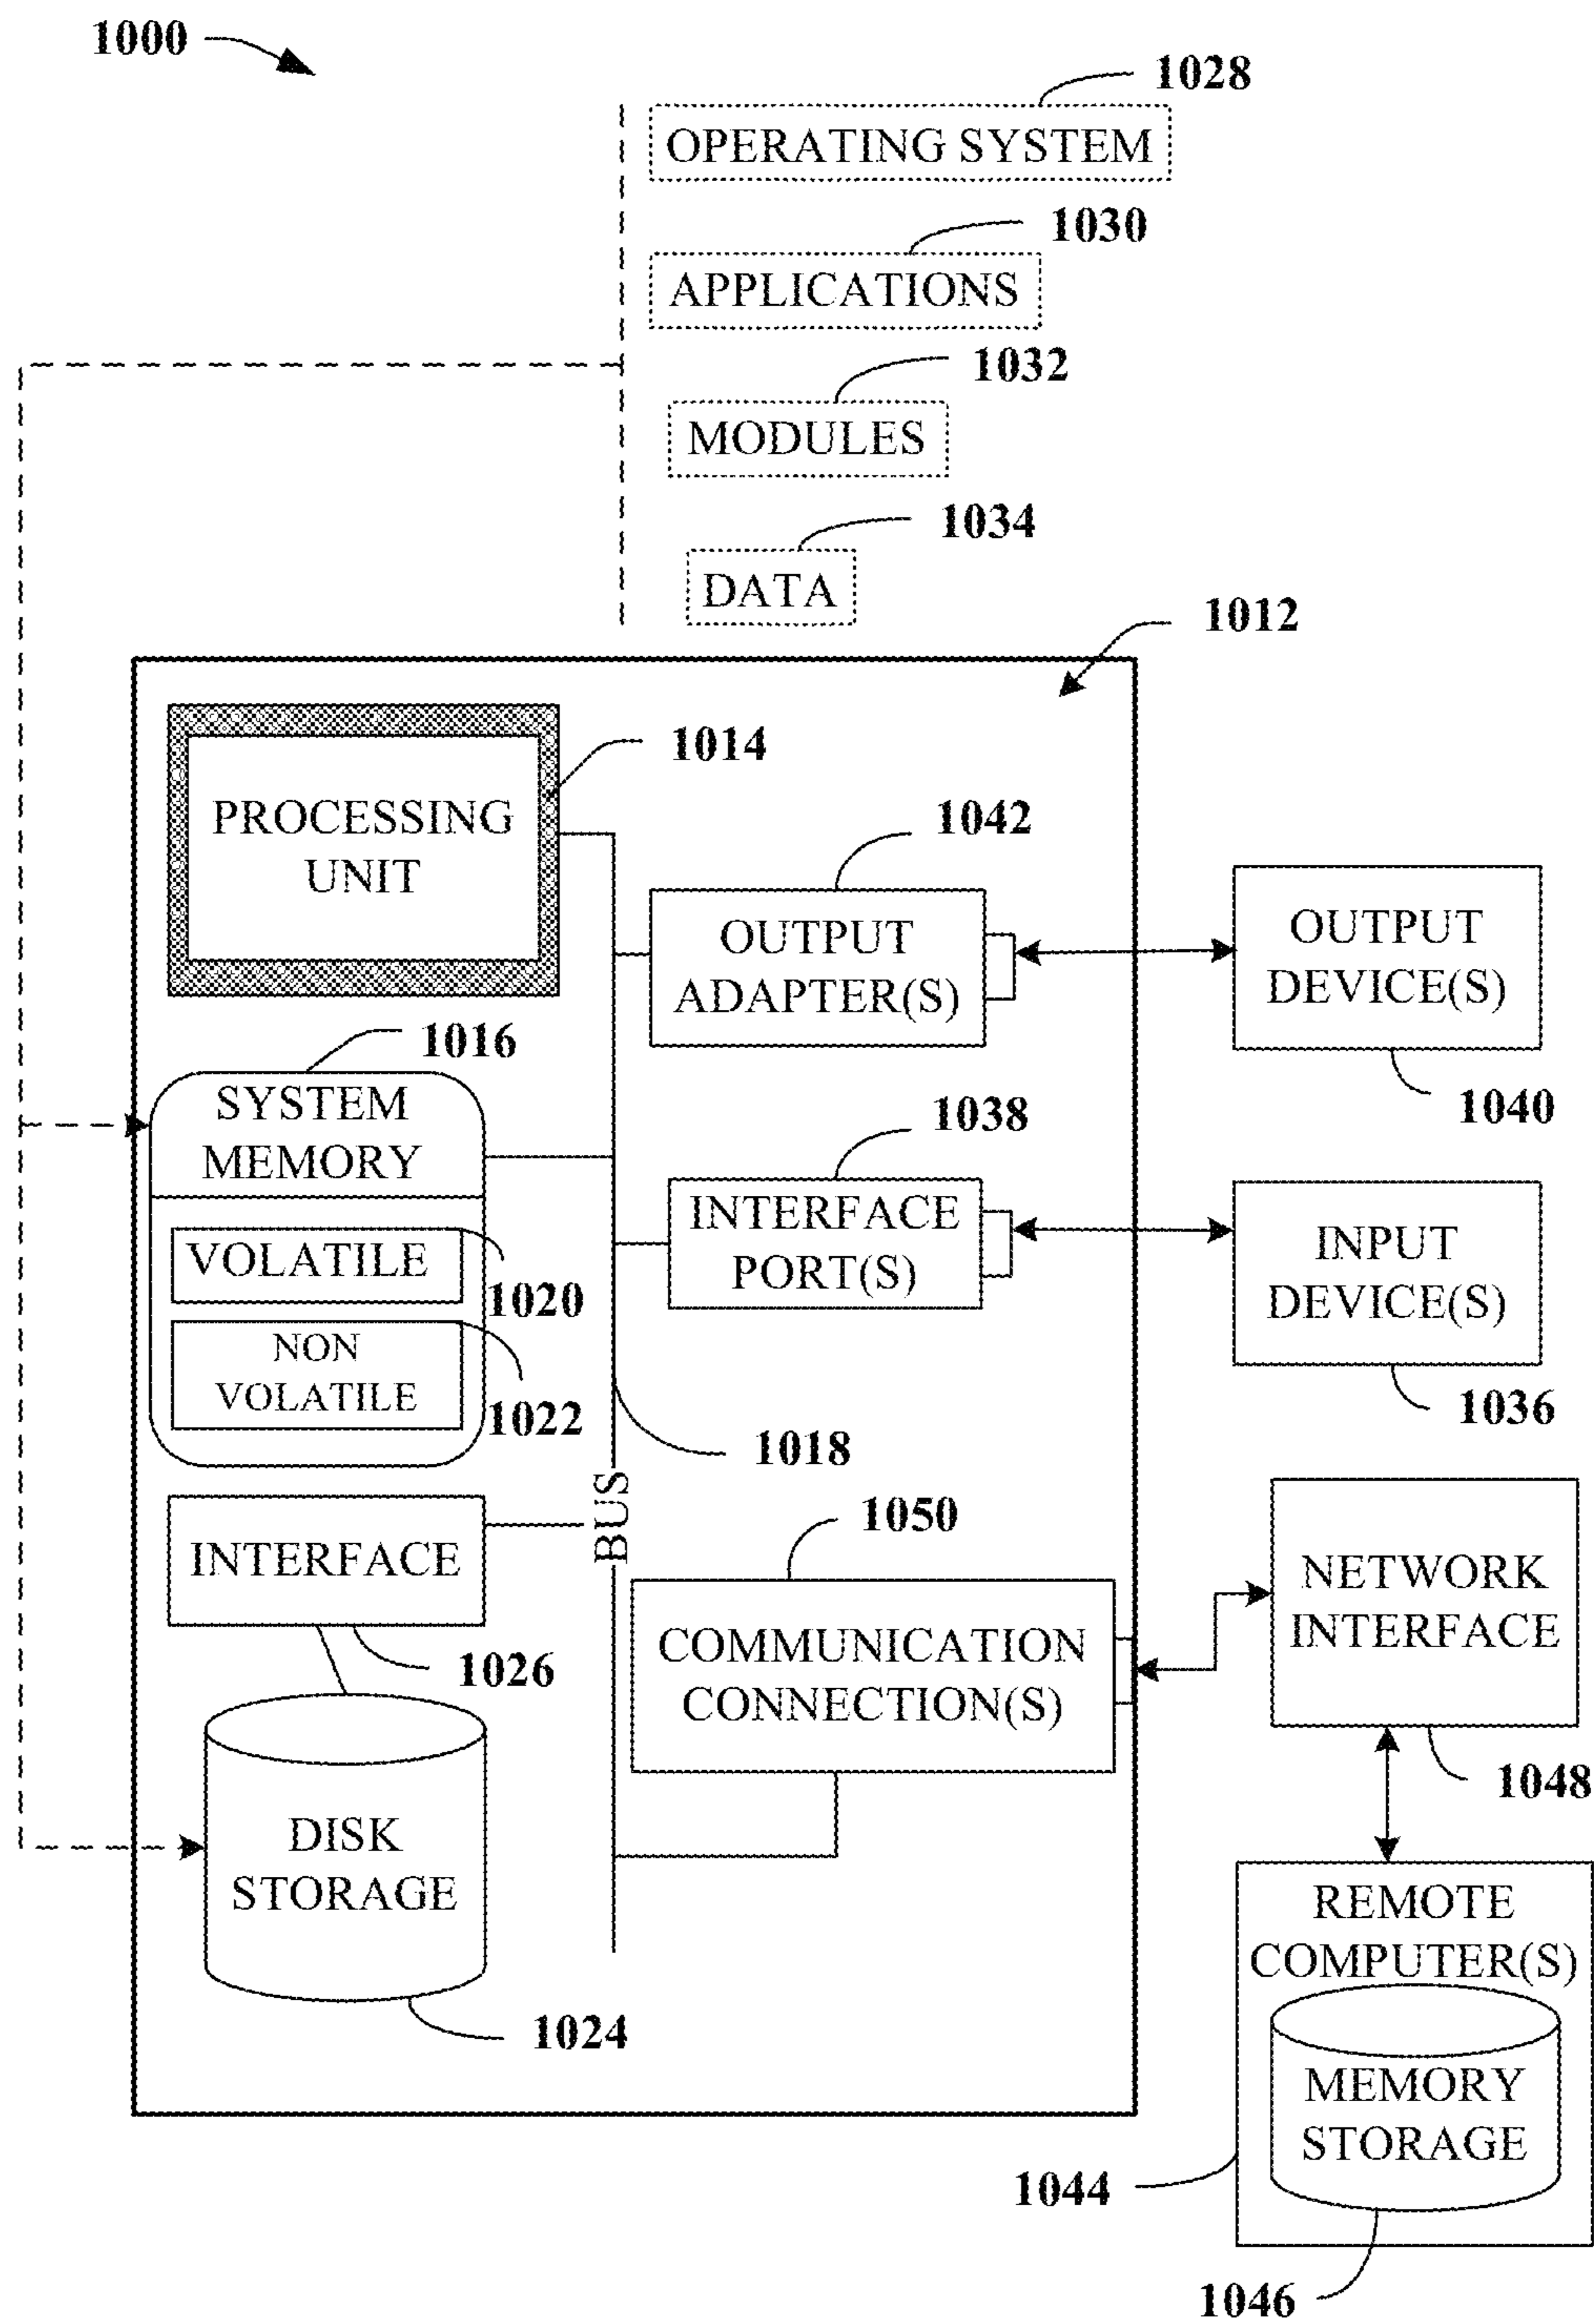 1000
1028
OPERATING SYSTEM
1030
APPLICATIONS
1032
MODULES
1034
DATA
1012
PROCESSING
UNIT
1014
1042
OUTPUT
ADAPTER(S)
OUTPUT
DEVICE(S)
1040
1016
SYSTEM
MEMORY
VOLATILE
1020
NON
VOLATILE
1022
1038
INTERFACE
PORT(S)
INPUT
DEVICE(S)
1036
1018
BUS
INTERFACE
1026
1050
COMMUNICATION
CONNECTION(S)
NETWORK
INTERFACE
1048
DISK
STORAGE
1024
REMOTE
COMPUTER(S)
MEMORY
STORAGE
1044
1046